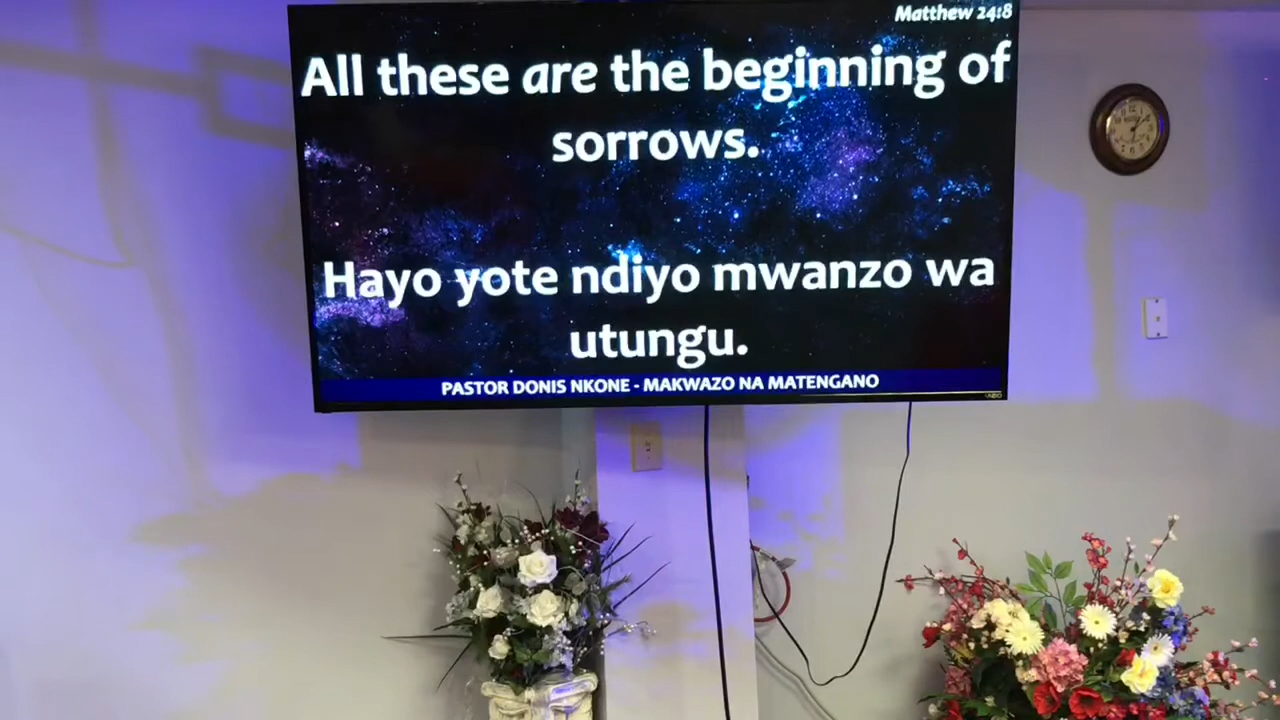 Matthew 24:8
All these are the beginning of
sorrows.
Hayo yote ndiyo mwanzo wa
utungu.
PASTOR DONIS NKONE - MAKWAZO NA MATENGANO
VIZIO